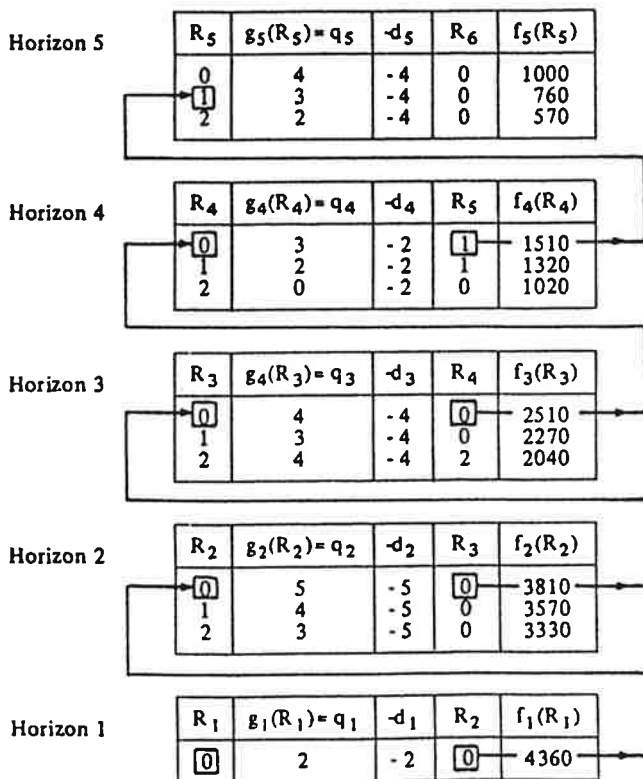 Horizon 5
R5 g5(R5)= q5 -d5 R6 f5(R5)
0 4 - 4 0 1000
1 3 - 4 0 760
2 2 - 4 0 570
Horizon 4
R4 g4(R4)= q4 -d4 R5 f4(R4)
0 3 - 2 1 1510
1 2 - 2 1 1320
2 0 - 2 0 1020
Horizon 3
R3 g4(R3)= q3 -d3 R4 f3(R3)
0 4 - 4 0 2510
1 3 - 4 0 2270
2 4 - 4 2 2040
Horizon 2
R2 g2(R2)= q2 -d2 R3 f2(R2)
0 5 - 5 0 3810
1 4 - 5 0 3570
2 3 - 5 0 3330
Horizon 1
R1 g1(R1)= q1 -d1 R2 f1(R1)
0 2 - 2 0 4360